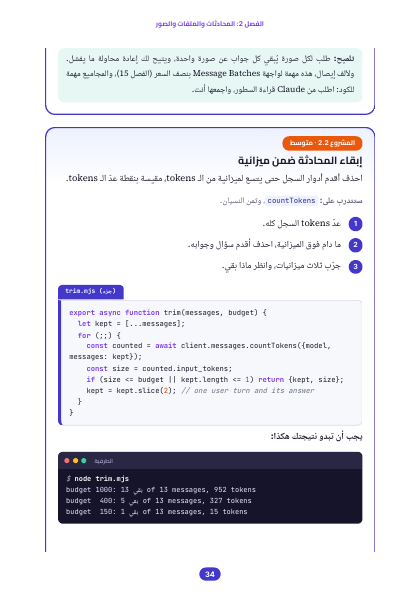 الفصل 2: المحادثات والملفات والصور
تلميح: طلب لكل صورة يُبقي كل جواب عن صورة واحدة، ويتيح لك إعادة محاولة ما يفشل.
ولألف إيصال، هذه مهمة لواجهة Message Batches بنصف السعر (الفصل 15)، والمجاميع مهمة
للكود: اطلب من Claude قراءة السطور، واجمعها أنت.
المشروع 2.2 · متوسط
إبقاء المحادثة ضمن ميزانية
احذف أقدم أدوار السجل حتى يتسع لميزانية من الـ tokens، مقيسة بنقطة عدّ الـ tokens.
ستتدرب على: countTokens، وثمن النسيان.
1 عدّ tokens السجل كله.
2 ما دام فوق الميزانية، احذف أقدم سؤال وجوابه.
3 جرّب ثلاث ميزانيات، وانظر ماذا بقي.
trim.mjs (جزء)
export async function trim(messages, budget) {
  let kept = [...messages];
  for (;;) {
    const counted = await client.messages.countTokens({model,
messages: kept});
    const size = counted.input_tokens;
    if (size <= budget || kept.length <= 1) return {kept, size};
    kept = kept.slice(2); // one user turn and its answer
  }
}
يجب أن تبدو نتيجتك هكذا:
الطرفية
$ node trim.mjs
budget 1000: بقي 13 of 13 messages, 952 tokens
budget  400: بقي 5 of 13 messages, 327 tokens
budget  150: بقي 1 of 13 messages, 15 tokens
34